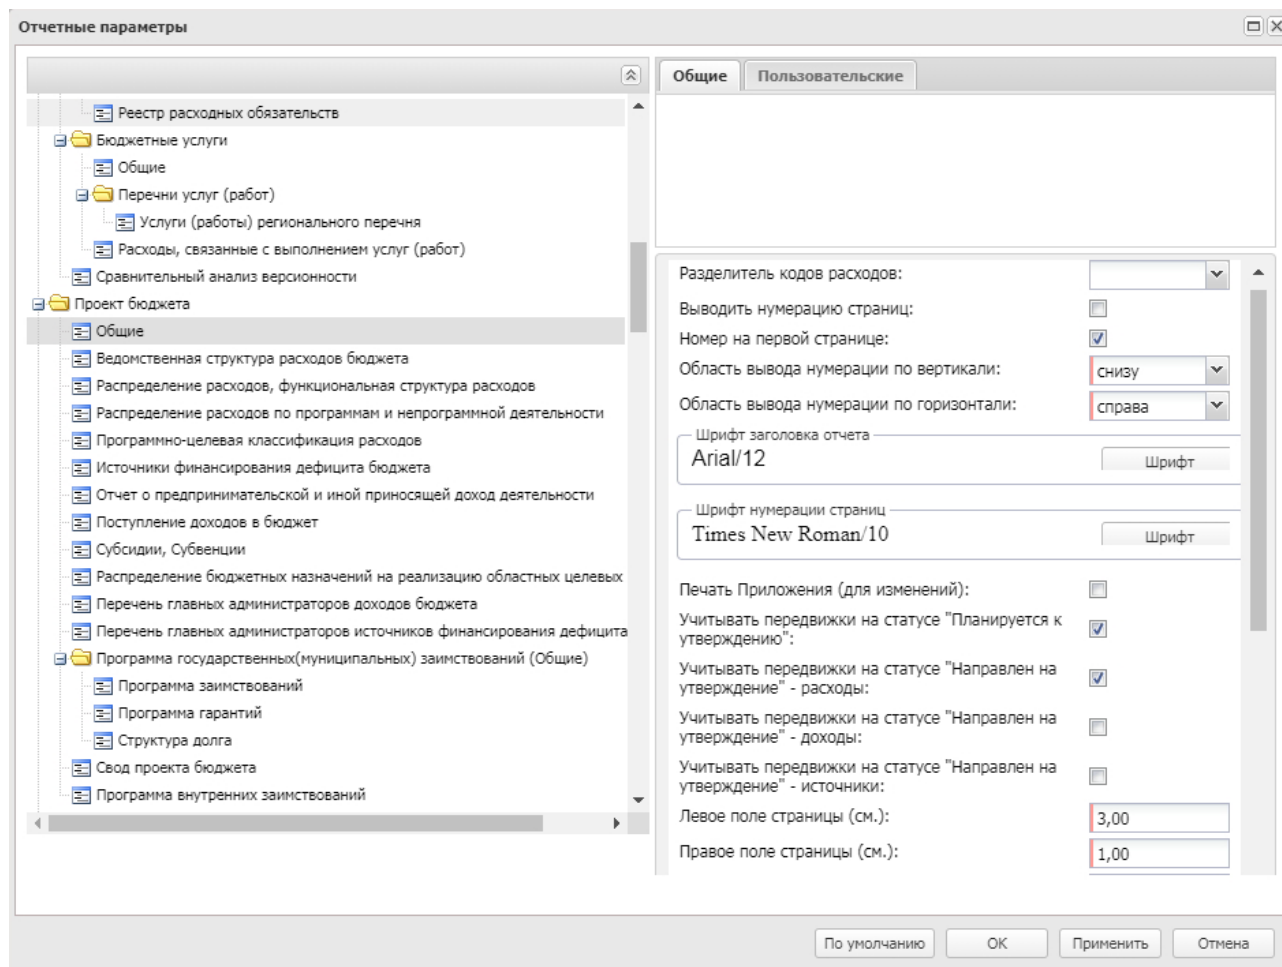 Отчетные параметры
Реестр расходных обязательств
Бюджетные услуги
Общие
Перечни услуг (работ)
Услуги (работы) регионального перечня
Расходы, связанные с выполнением услуг (работ)
Сравнительный анализ версионности
Проект бюджета
Общие
Ведомственная структура расходов бюджета
Распределение расходов, функциональная структура расходов
Распределение расходов по программам и непрограммной деятельности
Программно-целевая классификация расходов
Источники финансирования дефицита бюджета
Отчет о предпринимательской и иной приносящей доход деятельности
Поступление доходов в бюджет
Субсидии, Субвенции
Распределение бюджетных назначений на реализацию областных целевых
Перечень главных администраторов доходов бюджета
Перечень главных администраторов источников финансирования дефицита
Программа государственных(муниципальных) заимствований (Общие)
Программа заимствований
Программа гарантий
Структура долга
Свод проекта бюджета
Программа внутренних заимствований
Общие Пользовательские
Разделитель кодов расходов:
Выводить нумерацию страниц:
Номер на первой странице:
Область вывода нумерации по вертикали: снизу
Область вывода нумерации по горизонтали: справа
Шрифт заголовка отчета
Arial/12 Шрифт
Шрифт нумерации страниц
Times New Roman/10 Шрифт
Печать Приложения (для изменений):
Учитывать передвижки на статусе "Планируется к
утверждению":
Учитывать передвижки на статусе "Направлен на
утверждение" - расходы:
Учитывать передвижки на статусе "Направлен на
утверждение" - доходы:
Учитывать передвижки на статусе "Направлен на
утверждение" - источники:
Левое поле страницы (см.): 3,00
Правое поле страницы (см.): 1,00
По умолчанию OK Применить Отмена